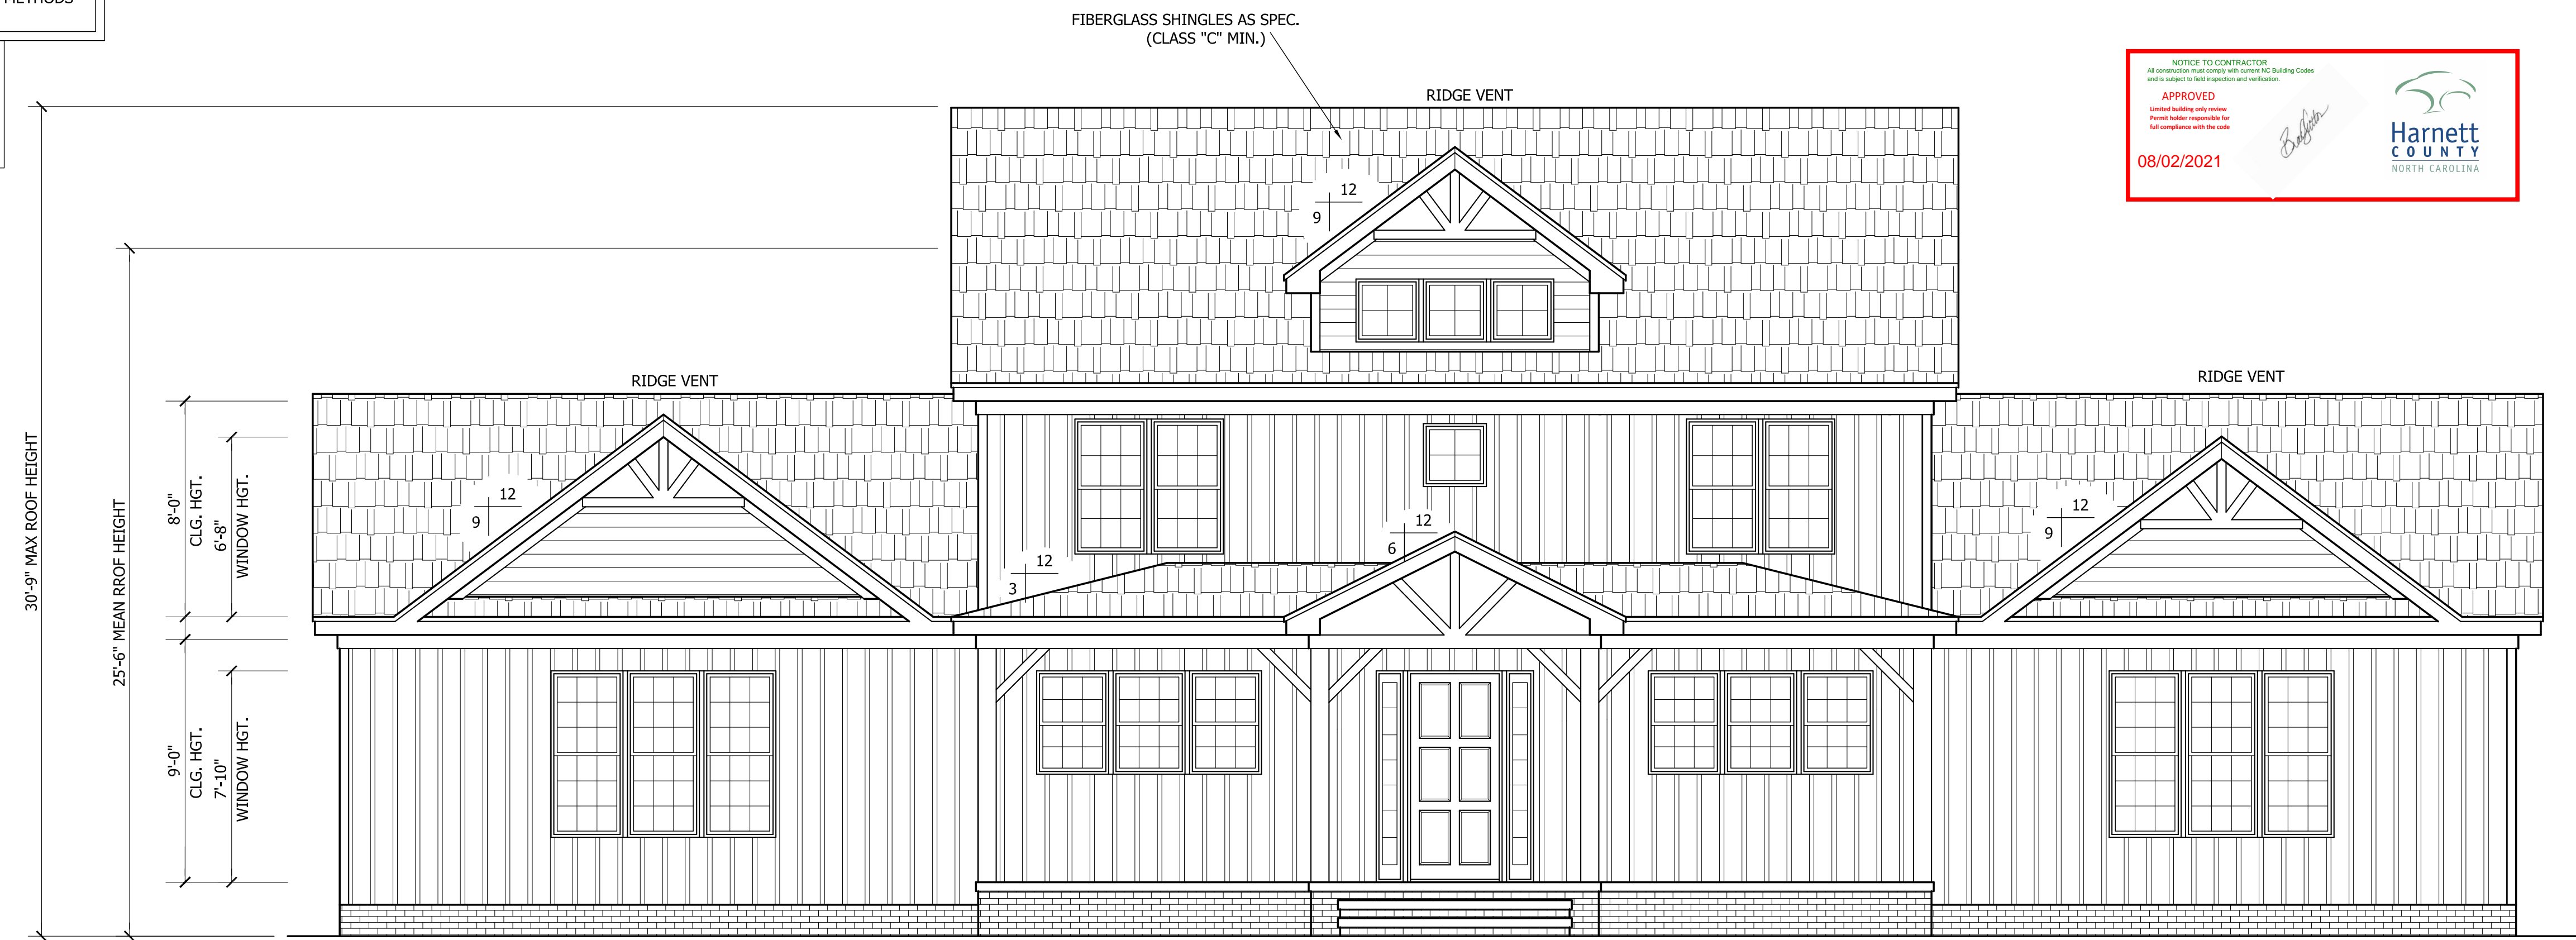 METHODS
FIBERGLASS SHINGLES AS SPEC.
(CLASS "C" MIN.)
RIDGE VENT
NOTICE TO CONTRACTOR
All construction must comply with current NC Building Codes
and is subject to field inspection and verification.
APPROVED
Limited building only review
Permit holder responsible for
full compliance with the code
08/02/2021
Harnett
COUNTY
NORTH CAROLINA
12
9
RIDGE VENT
RIDGE VENT
30'-9" MAX ROOF HEIGHT
25'-6" MEAN RROF HEIGHT
8'-0"
CLG. HGT.
6'-8"
WINDOW HGT.
12
9
12
3
12
6
12
9
9'-0"
CLG. HGT.
7'-10"
WINDOW HGT.